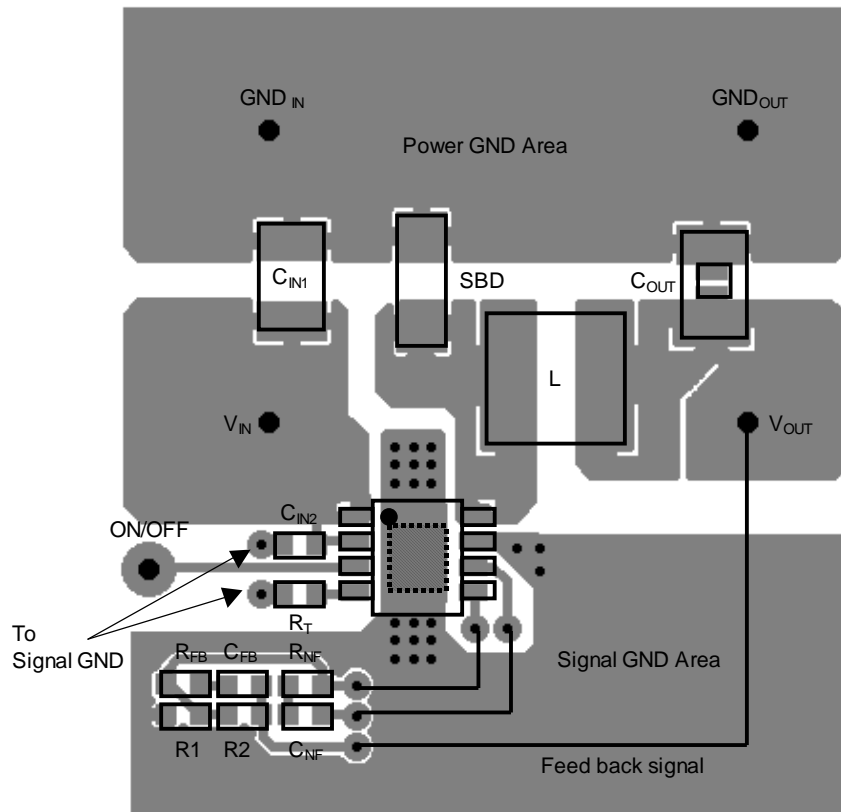 GND IN
GNDOUT
Power GND Area
CIN1
SBD
COUT
L
VIN
VOUT
CIN2
ON/OFF
RT
To
Signal GND
RFB CFB RNF
Signal GND Area
R1 R2 CNF
Feed back signal